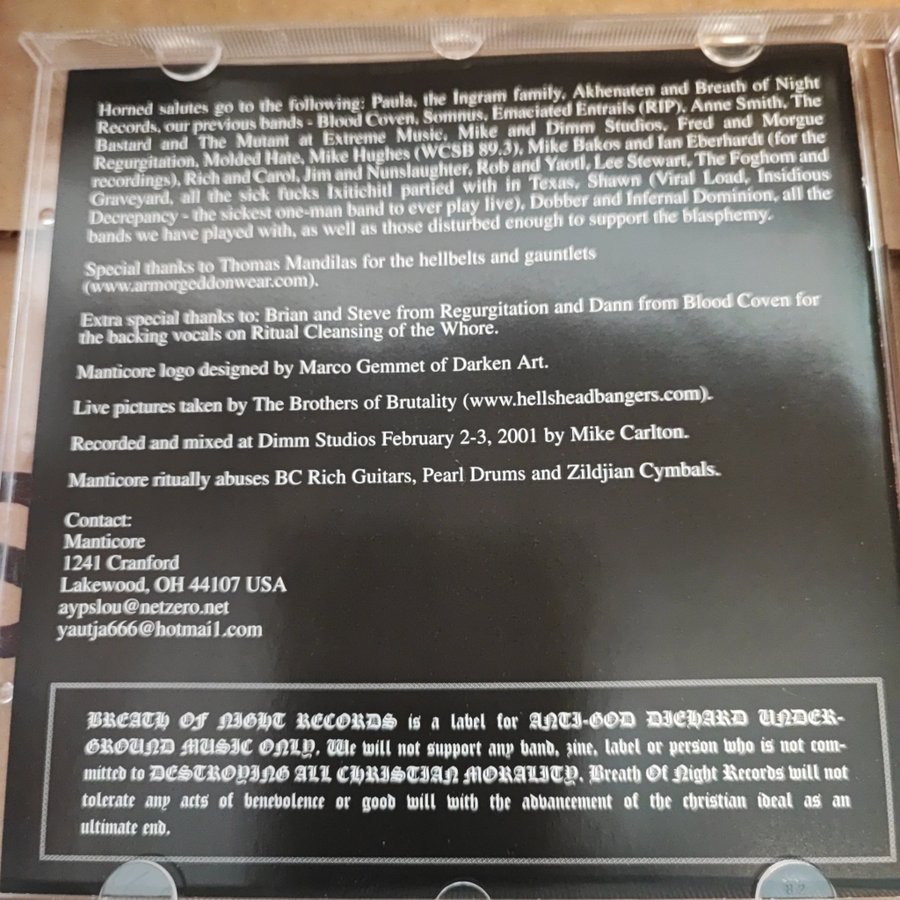 Horned salutes go to the following: Paula, the Ingram family, Akhenaten and Breath of Night
Records, our previous bands - Blood Coven, Somnus, Emaciated Entrails (RIP), Anne Smith, The
Bastard and The Mutant at Extreme Music, Mike and Dimm Studios, Fred and Morgue
Regurgitation, Molded Hate, Mike Hughes (WCSB 89.3), Mike Bakos and Ian Eberhardt (for the
recordings), Rich and Carol, Jim and Nunslaughter, Rob and Yaotl, Lee Stewart, The Foghorn and
Graveyard, all the sick fucks Ixitichitl partied with in Texas, Shawn (Viral Load, Insidious
Decrepancy - the sickest one-man band to ever play live), Dobber and Infernal Dominion, all the
bands we have played with, as well as those disturbed enough to support the blasphemy.
Special thanks to Thomas Mandilas for the hellbelts and gauntlets
(www.armorgeddonwear.com).
Extra special thanks to: Brian and Steve from Regurgitation and Dann from Blood Coven for
the backing vocals on Ritual Cleansing of the Whore.
Manticore logo designed by Marco Gemmet of Darken Art.
Live pictures taken by The Brothers of Brutality (www.hellsheadbangers.com).
Recorded and mixed at Dimm Studios February 2-3, 2001 by Mike Carlton.
Manticore ritually abuses BC Rich Guitars, Pearl Drums and Zildjian Cymbals.
Contact:
Manticore
1241 Cranford
Lakewood, OH 44107 USA
aypslou@netzero.net
yautja666@hotmail.com
BREATH OF NIGHT RECORDS is a label for ANTI-GOD DIEHARD UNDER-
GROUND MUSIC ONLY. We will not support any band, zine, label or person who is not com-
mitted to DESTROYING ALL CHRISTIAN MORALITY. Breath Of Night Records will not
tolerate any acts of benevolence or good will with the advancement of the christian ideal as an
ultimate end.